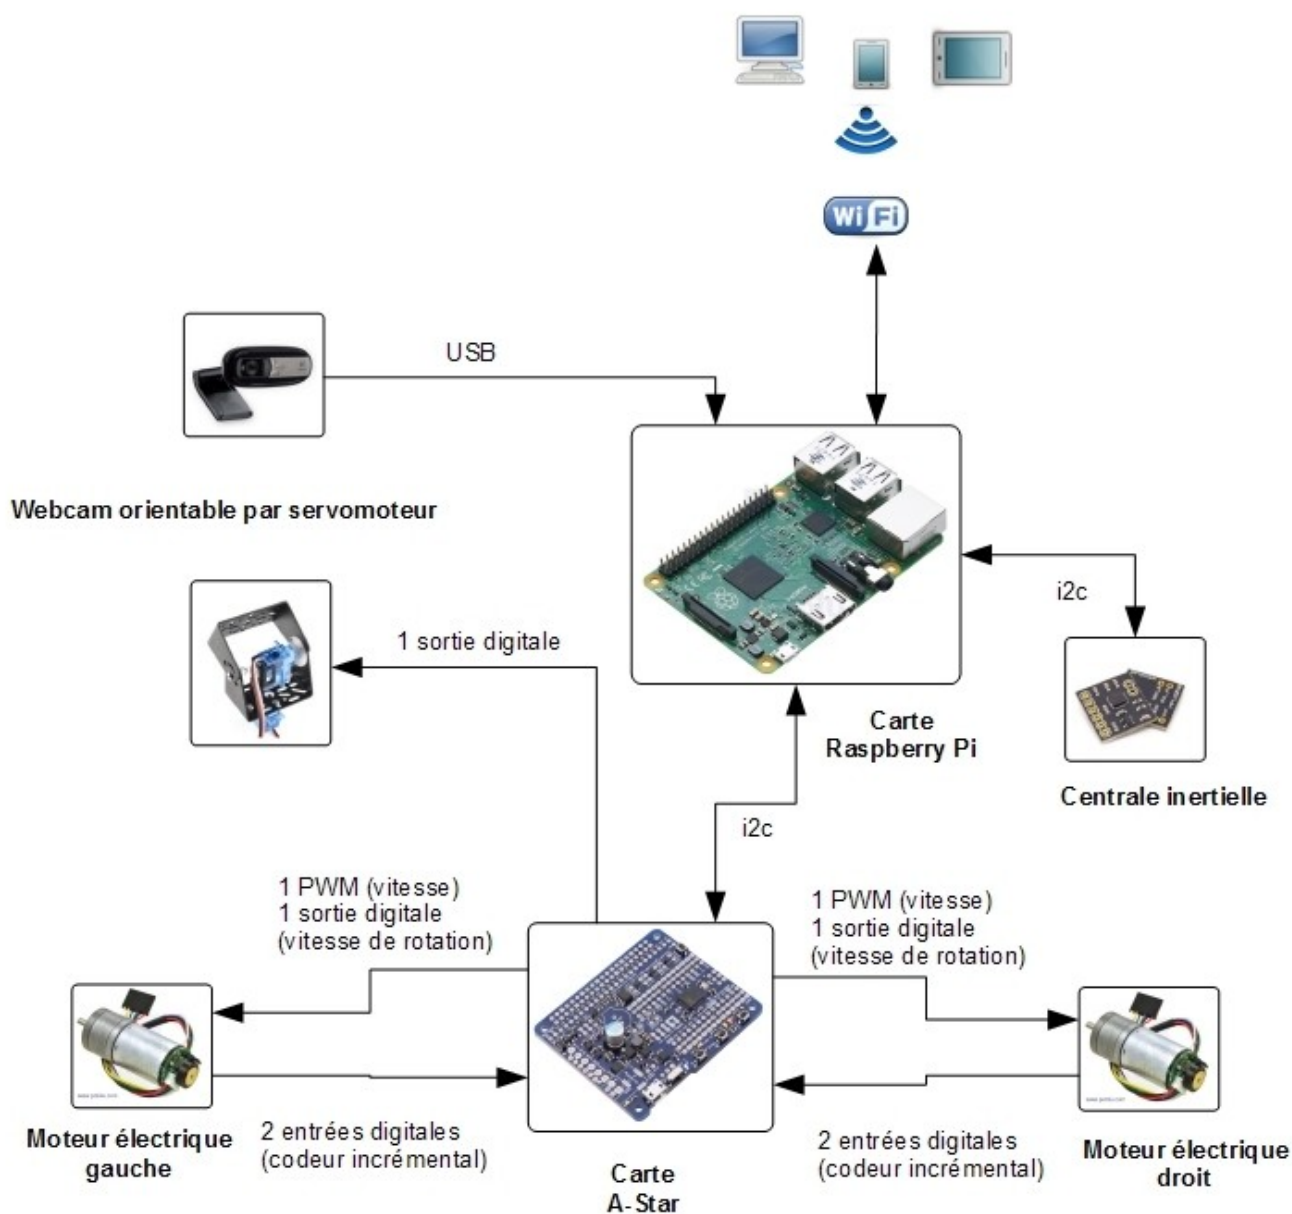 Wi Fi
USB
Webcam orientable par servomoteur
i2c
1 sortie digitale
Carte
Raspberry Pi
Centrale inertielle
i2c
1 PWM (vitesse)
1 sortie digitale
(vitesse de rotation)
1 PWM (vitesse)
1 sortie digitale
(vitesse de rotation)
Moteur électrique
gauche
2 entrées digitales
(codeur incrémental)
Carte
A-Star
2 entrées digitales
(codeur incrémental)
Moteur électrique
droit